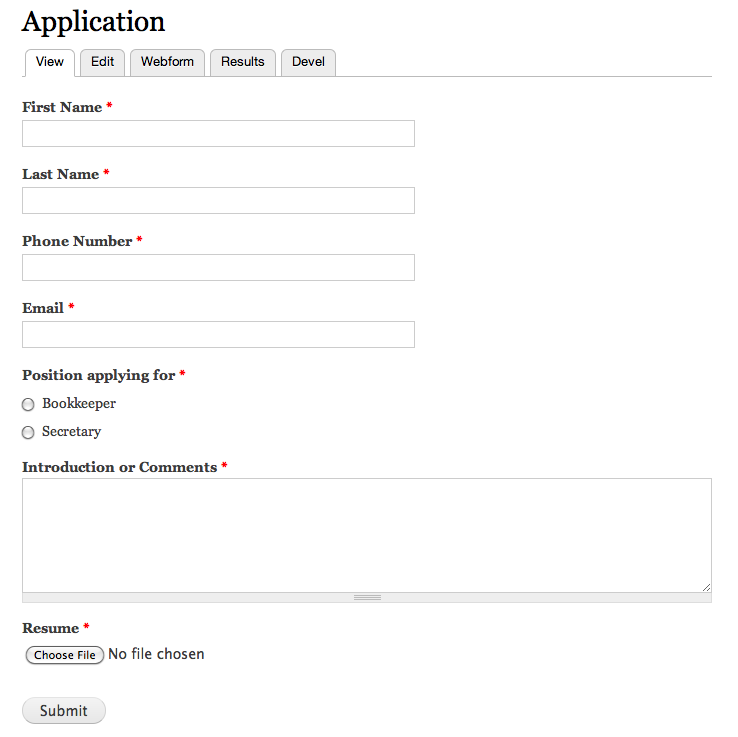 Application
View Edit Webform Results Devel
First Name *
Last Name *
Phone Number *
Email *
Position applying for *
Bookkeeper
Secretary
Introduction or Comments *
Resume *
Choose File No file chosen
Submit